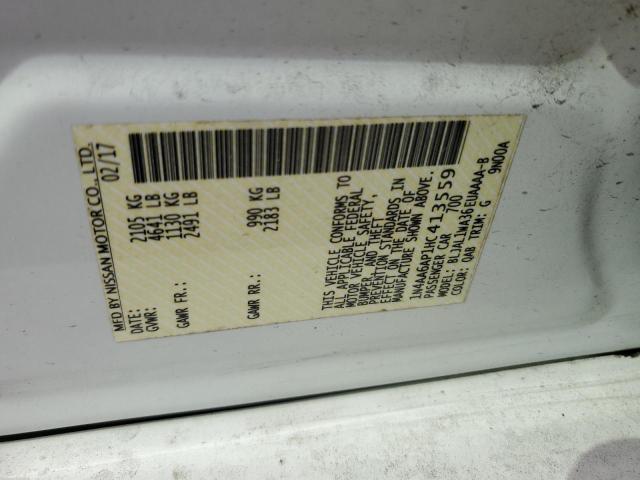 MFD BY NISSAN MOTOR CO., LTD.
DATE: 02/17
GVWR: 2105 KG
4641 LB
GAWR FR: 1130 KG
2491 LB
GAWR RR: 990 KG
2183 LB
THIS VEHICLE CONFORMS TO
ALL APPLICABLE FEDERAL
MOTOR VEHICLE SAFETY,
BUMPER, AND THEFT
PREVENTION STANDARDS IN
EFFECT ON THE DATE OF
MANUFACTURE SHOWN ABOVE.
1N4AA6AP1HC413559
PASSENGER CAR 700
MODEL: BLJALLWA36EUAAAA-B
COLOR: QAB TRIM: G 9N00A